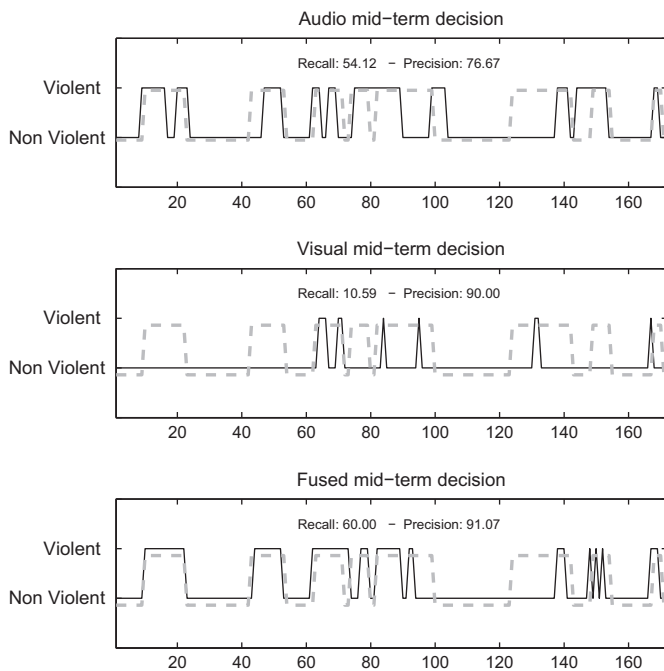 Audio mid−term decision
Recall: 54.12 − Precision: 76.67
Violent
Non Violent
20 40 60 80 100 120 140 160
Visual mid−term decision
Recall: 10.59 − Precision: 90.00
Violent
Non Violent
20 40 60 80 100 120 140 160
Fused mid−term decision
Recall: 60.00 − Precision: 91.07
Violent
Non Violent
20 40 60 80 100 120 140 160